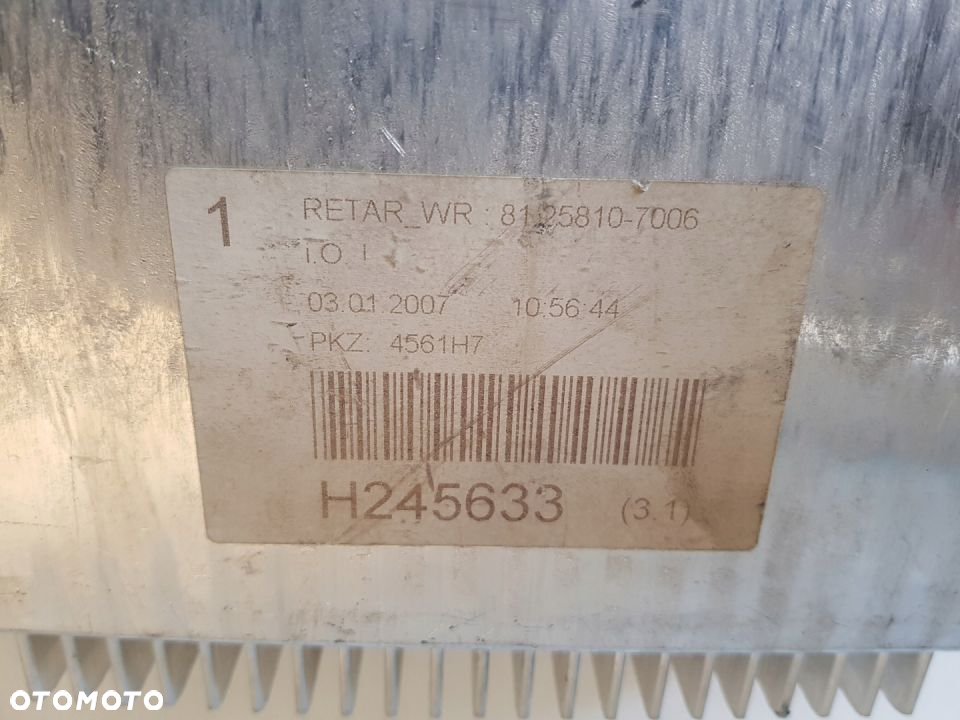 1
RETAR_WR : 81.25810-7006
I.O
03.01.2007 10:56:44
PKZ: 4561H7
H245633 (3.1)
OTOMOTO